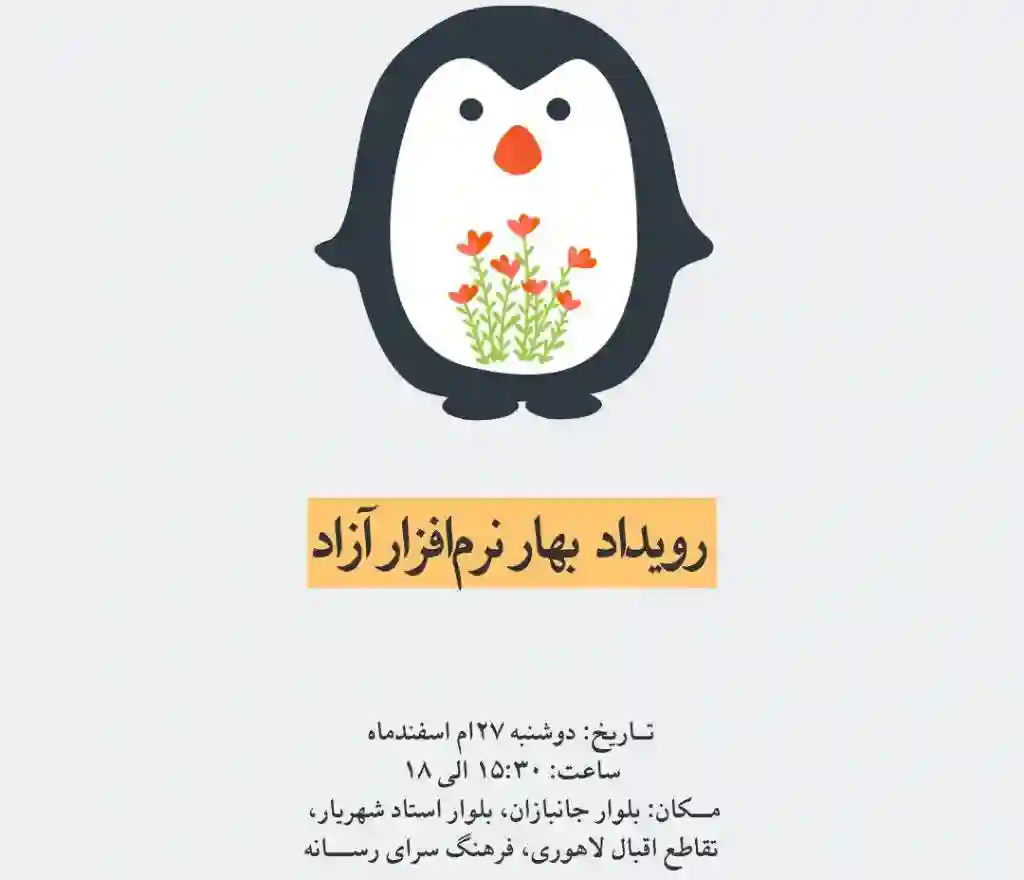 رویداد بهار نرم‌افزار آزاد
تـاریخ: دوشنبه ۲۷ام اسفندماه
ساعت: ۱۵:۳۰ الی ۱۸
مـکان: بلوار جانبازان، بلوار استاد شهریار،
تقاطع اقبال لاهوری، فرهنگ سرای رســـانه